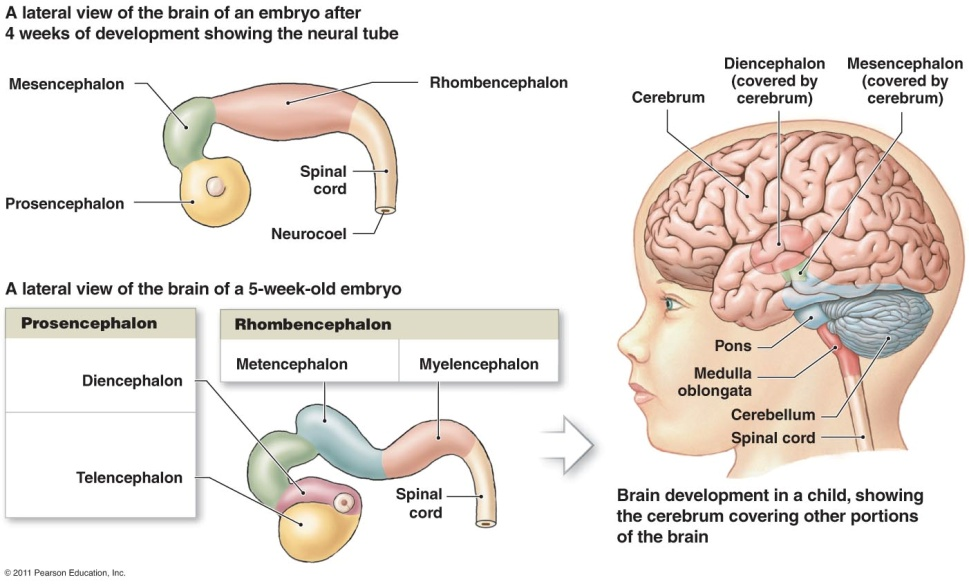 A lateral view of the brain of an embryo after
4 weeks of development showing the neural tube
Mesencephalon
Rhombencephalon
Prosencephalon
Spinal
cord
Neurocoel
A lateral view of the brain of a 5-week-old embryo
Prosencephalon
Diencephalon
Telencephalon
Rhombencephalon
Metencephalon
Myelencephalon
Spinal
cord
Cerebrum
Diencephalon
(covered by
cerebrum)
Mesencephalon
(covered by
cerebrum)
Pons
Medulla
oblongata
Cerebellum
Spinal cord
Brain development in a child, showing
the cerebrum covering other portions
of the brain
© 2011 Pearson Education, Inc.